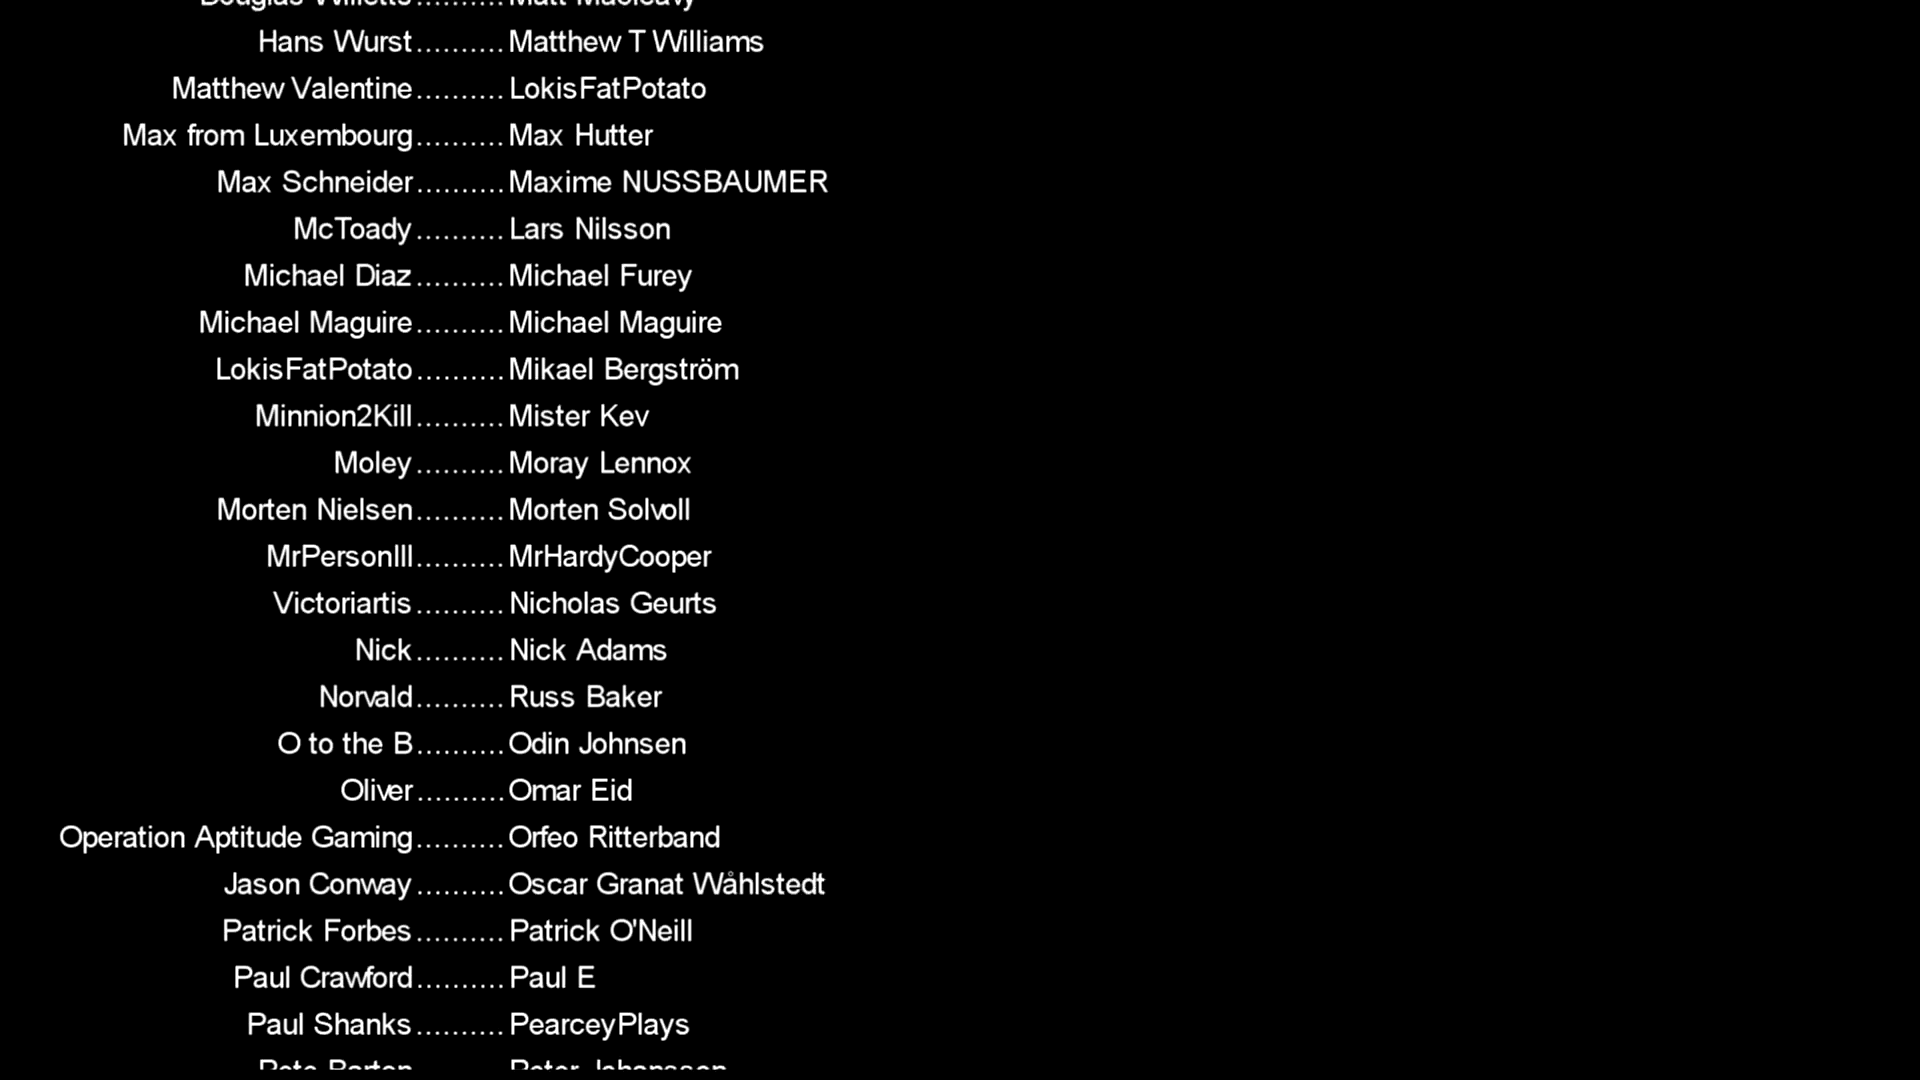 Hans Wurst..........Matthew T Williams
Matthew Valentine..........LokisFatPotato
Max from Luxembourg..........Max Hutter
Max Schneider..........Maxime NUSSBAUMER
McToady..........Lars Nilsson
Michael Diaz..........Michael Furey
Michael Maguire..........Michael Maguire
LokisFatPotato..........Mikael Bergström
Minnion2Kill..........Mister Kev
Moley..........Moray Lennox
Morten Nielsen..........Morten Solvoll
MrPersonIII..........MrHardyCooper
Victoriartis..........Nicholas Geurts
Nick..........Nick Adams
Norvald..........Russ Baker
O to the B..........Odin Johnsen
Oliver..........Omar Eid
Operation Aptitude Gaming..........Orfeo Ritterband
Jason Conway..........Oscar Granat Wåhlstedt
Patrick Forbes..........Patrick O'Neill
Paul Crawford..........Paul E
Paul Shanks..........PearceyPlays
Pete Barton..........Peter Johansson